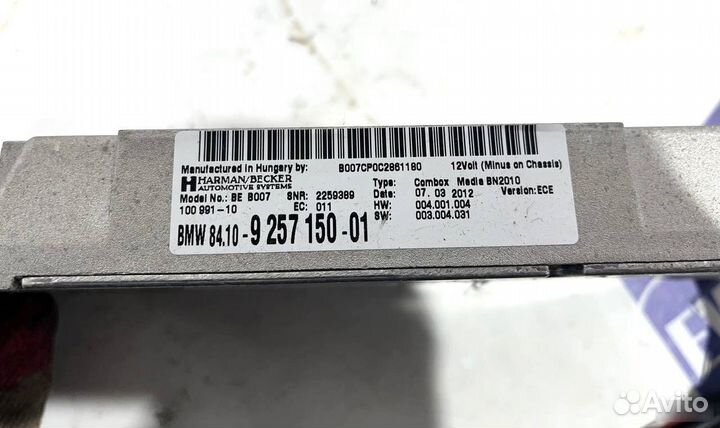 Manufactured in Hungary by: B007CP0C2861180 12Volt (Minus on Chassis)
HARMAN/BECKER
AUTOMOTIVE SYSTEMS
Type: Combox Media BN2010
Model No.: BE B007 SNR: 2259389 Date: 07. 03 2012 Version:ECE
100 991-10 EC: 011 HW: 004.001.004
SW: 003.004.031
BMW 84.10 - 9 257 150 - 01
Avito